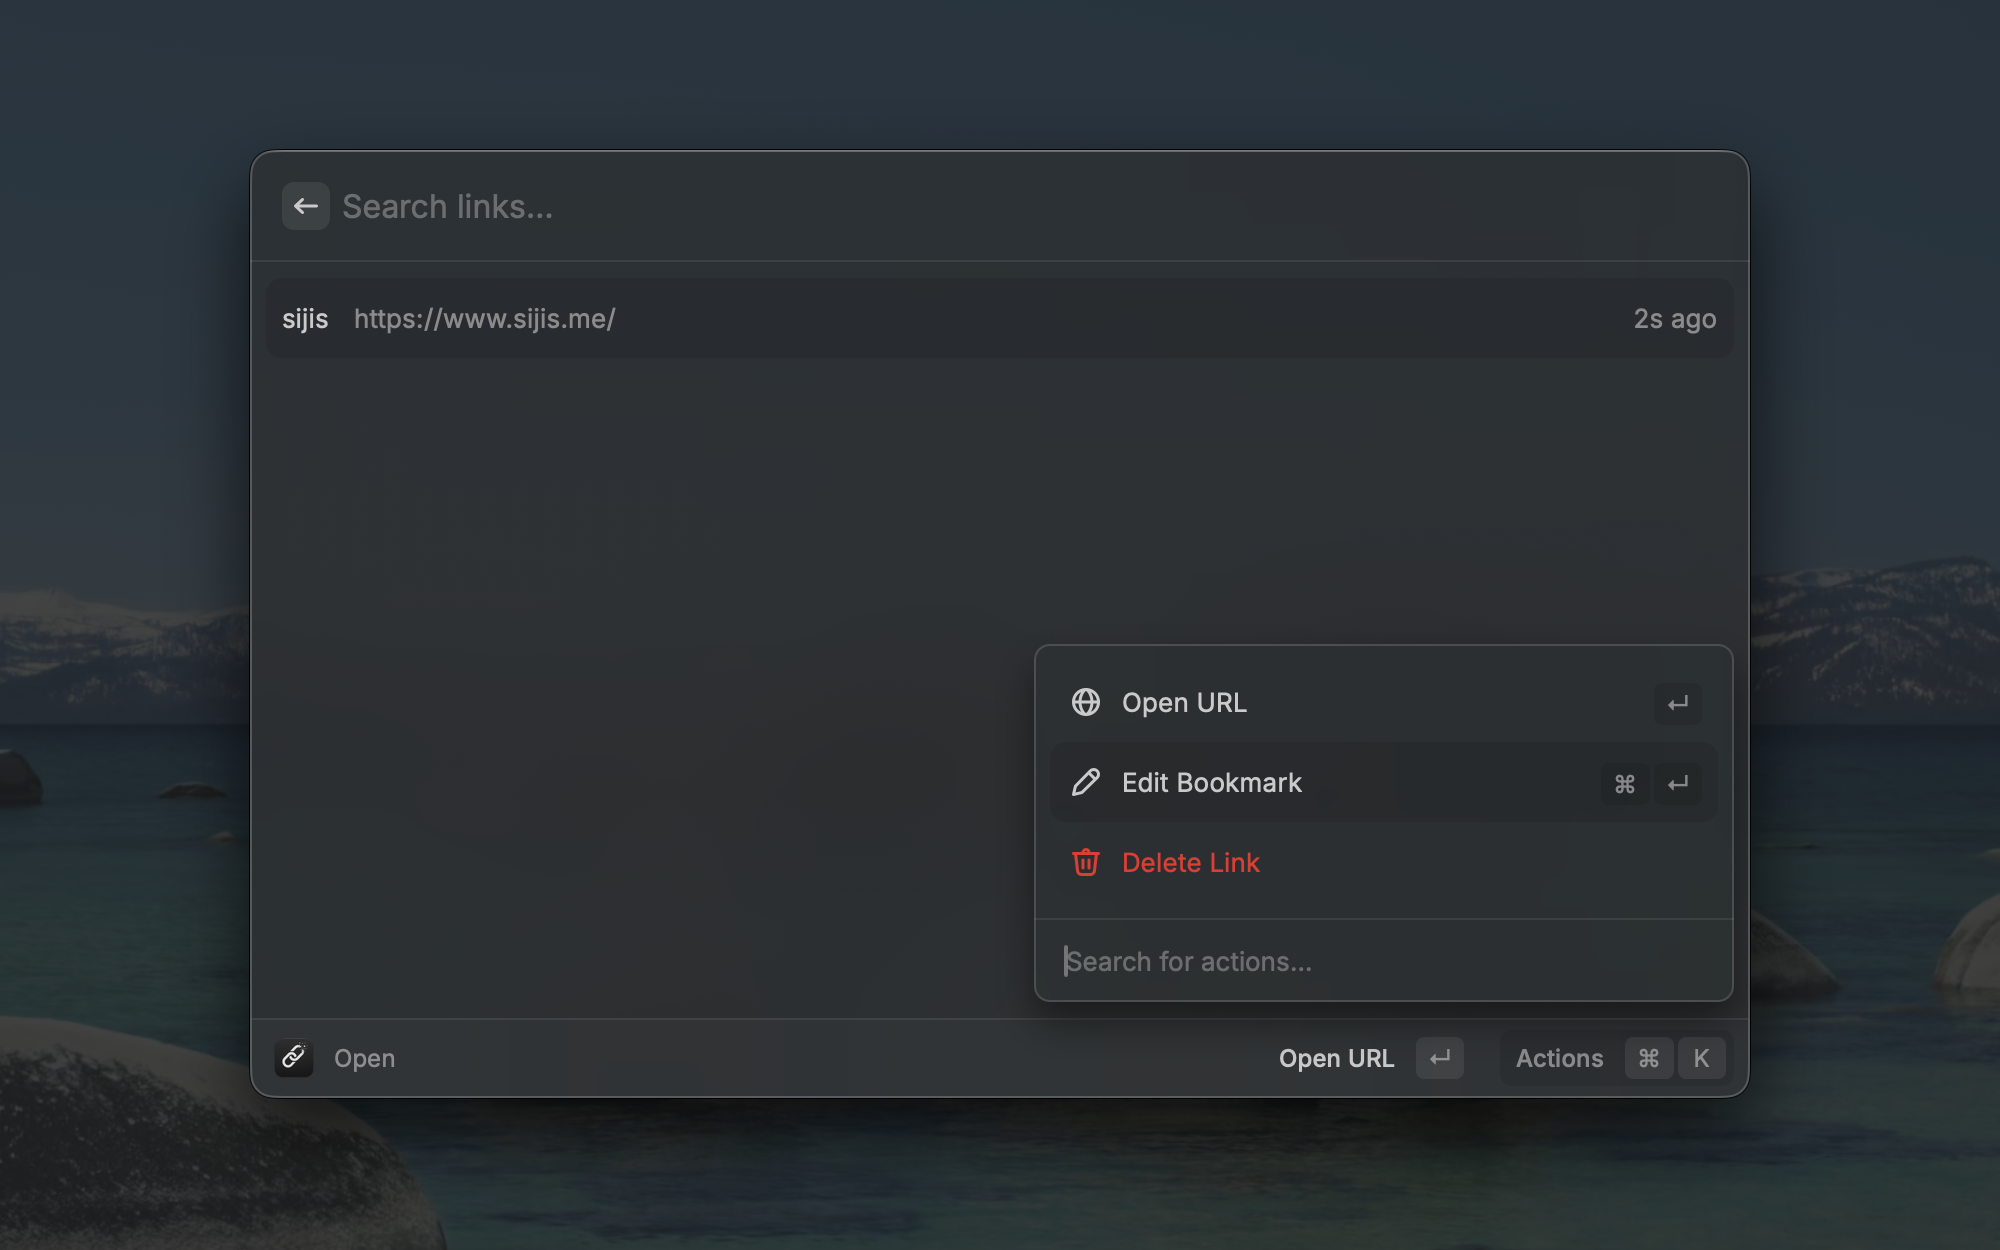 Search links...
sijis https://www.sijis.me/ 2s ago
Open URL ↵
Edit Bookmark ⌘ ↵
Delete Link
Search for actions...
Open Open URL ↵ Actions ⌘ K